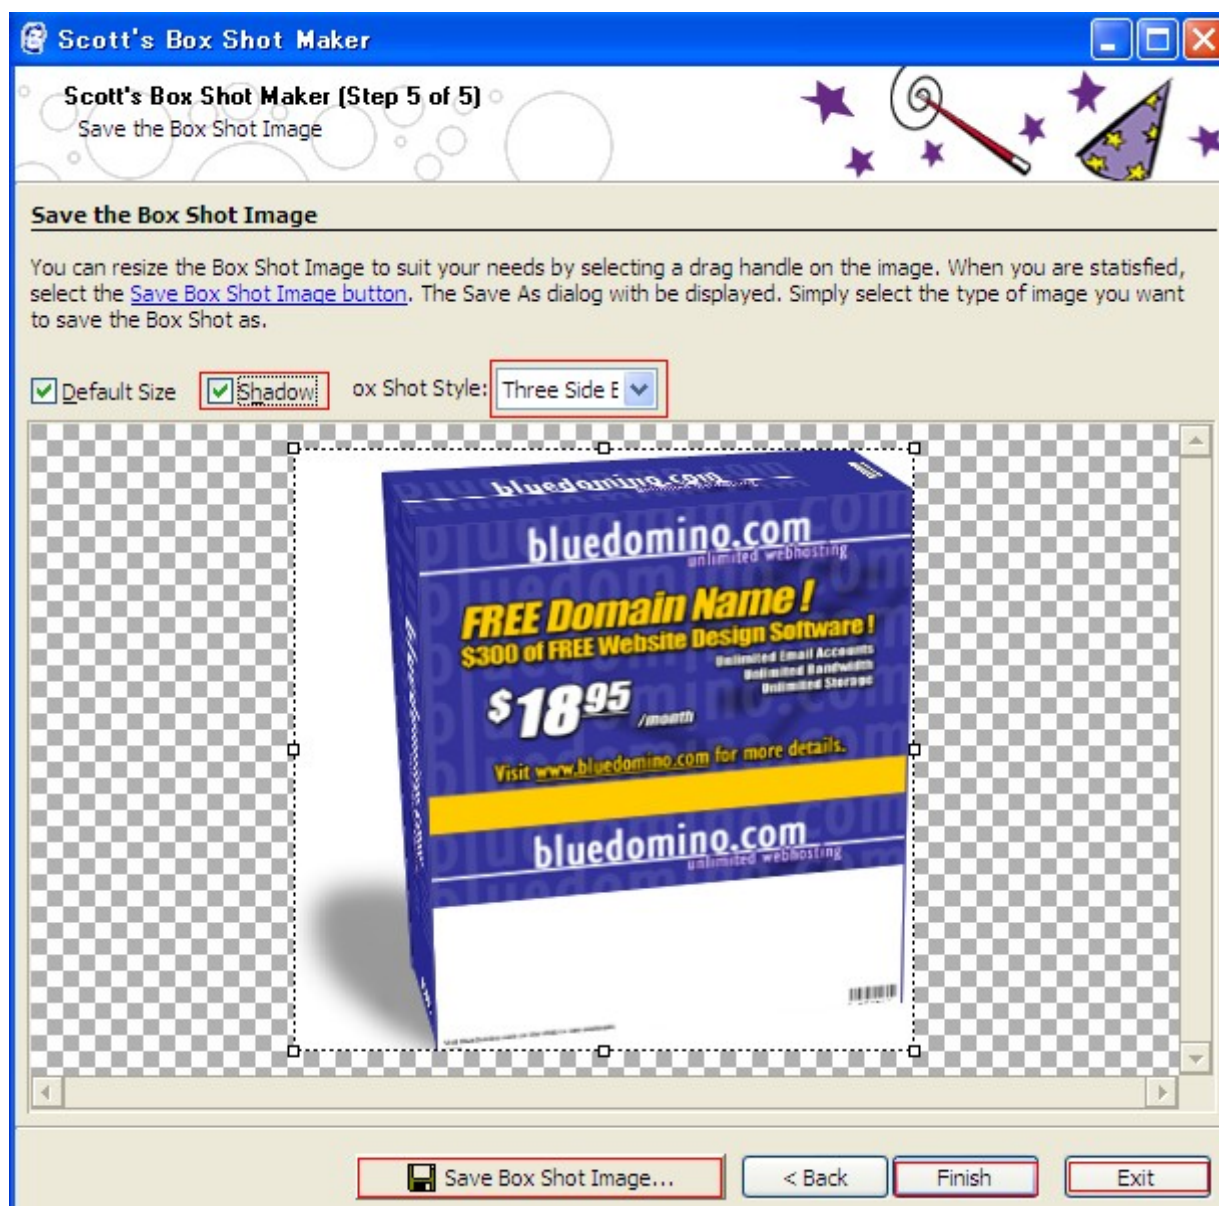 Scott's Box Shot Maker
Scott's Box Shot Maker (Step 5 of 5)
Save the Box Shot Image
Save the Box Shot Image
You can resize the Box Shot Image to suit your needs by selecting a drag handle on the image. When you are statisfied,
select the Save Box Shot Image button. The Save As dialog with be displayed. Simply select the type of image you want
to save the Box Shot as.
Default Size
Shadow
ox Shot Style:
Three Side
bluedomino.com
bluedomino.com
unlimited webhosting
FREE Domain Name !
$300 of FREE Website Design Software !
Unlimited Email Accounts
Unlimited Bandwidth
Unlimited Storage
$18 95 /month
Visit www.bluedomino.com for more details.
bluedomino.com
unlimited webhosting
Save Box Shot Image...
< Back
Finish
Exit